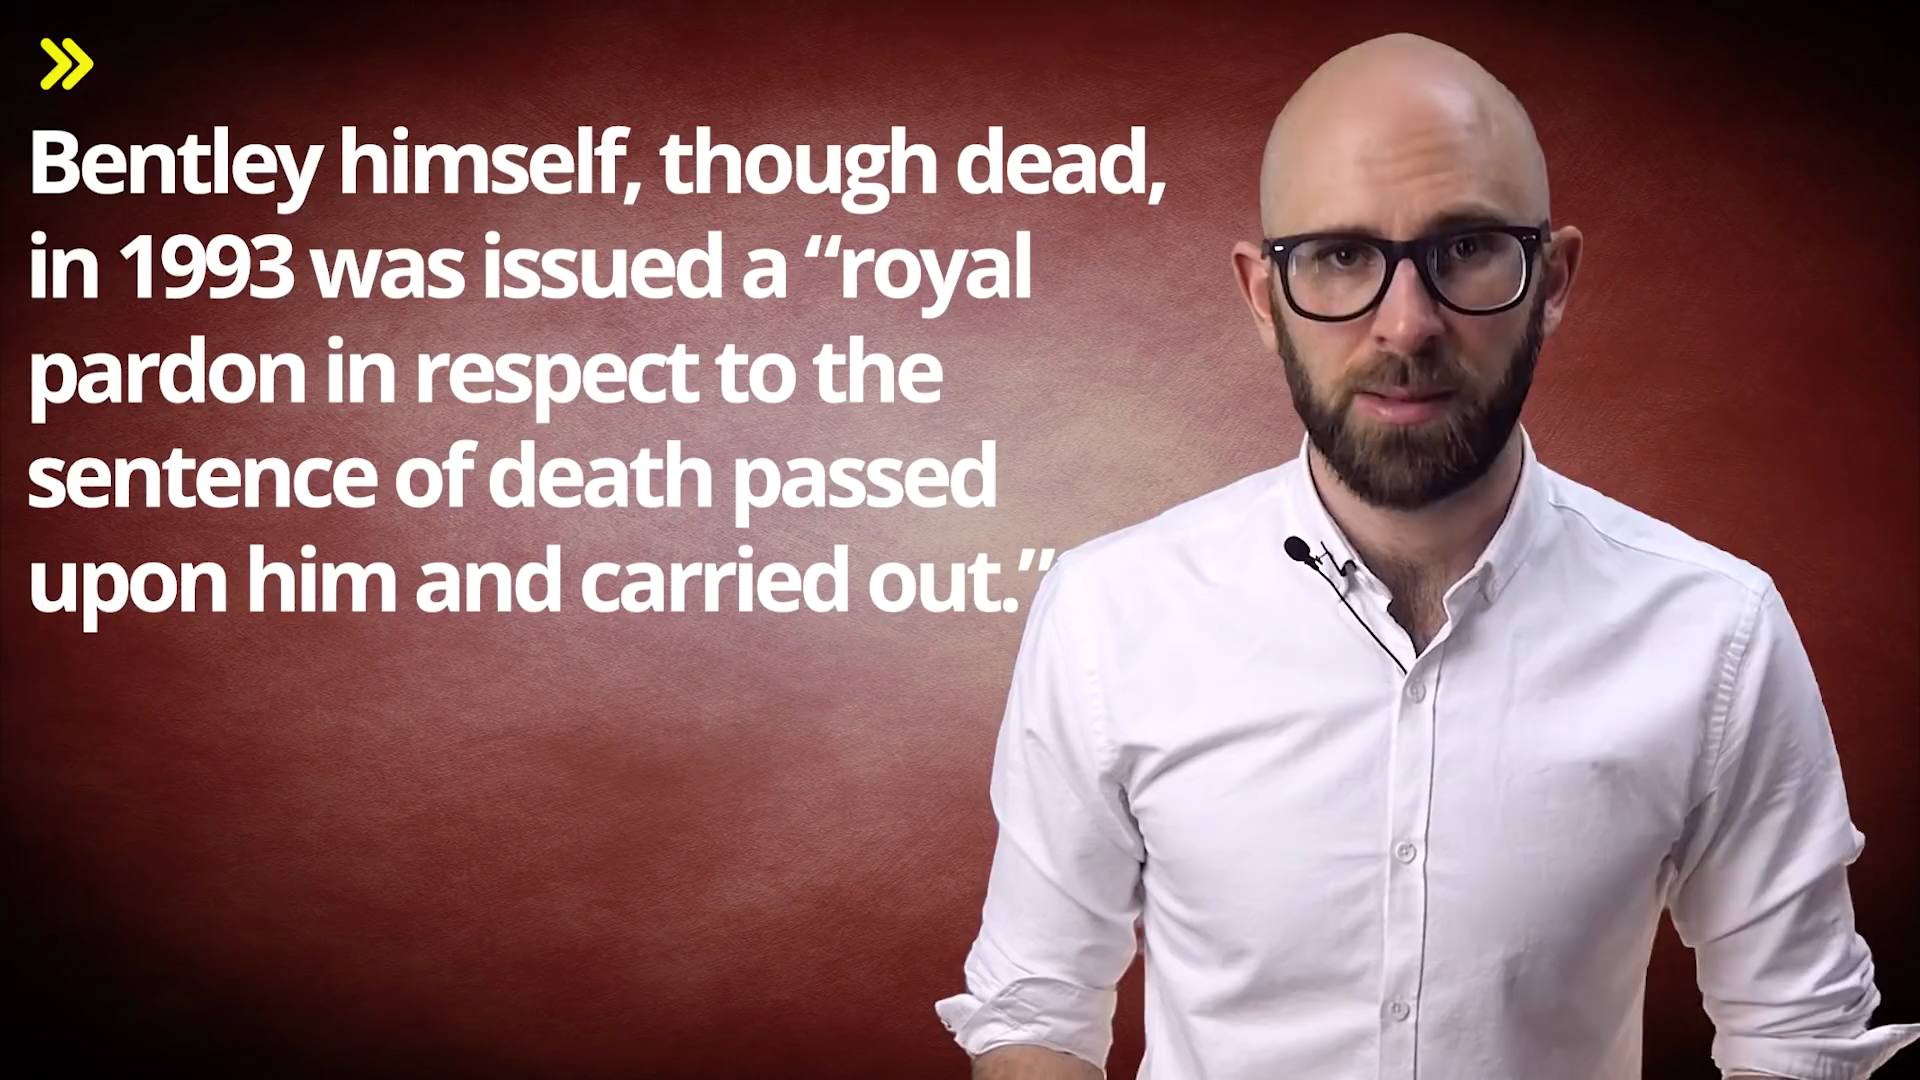 Bentley himself, though dead,
in 1993 was issued a “royal
pardon in respect to the
sentence of death passed
upon him and carried out.”